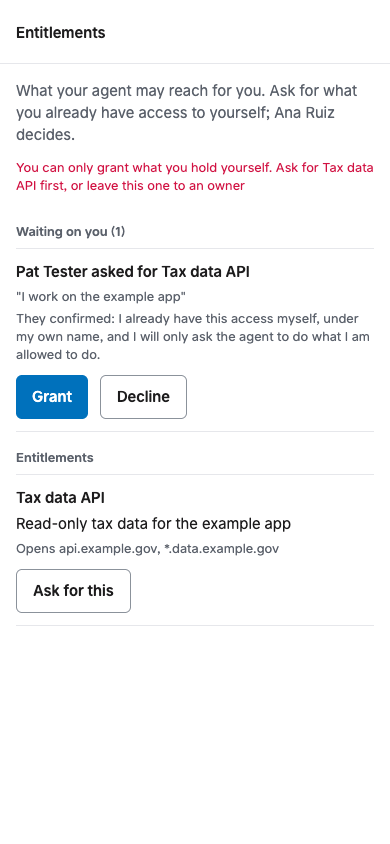 Entitlements
What your agent may reach for you. Ask for what
you already have access to yourself; Ana Ruiz
decides.
You can only grant what you hold yourself. Ask for Tax data
API first, or leave this one to an owner
Waiting on you (1)
Pat Tester asked for Tax data API
"I work on the example app"
They confirmed: I already have this access myself, under
my own name, and I will only ask the agent to do what I am
allowed to do.
Grant
Decline
Entitlements
Tax data API
Read-only tax data for the example app
Opens api.example.gov, *.data.example.gov
Ask for this